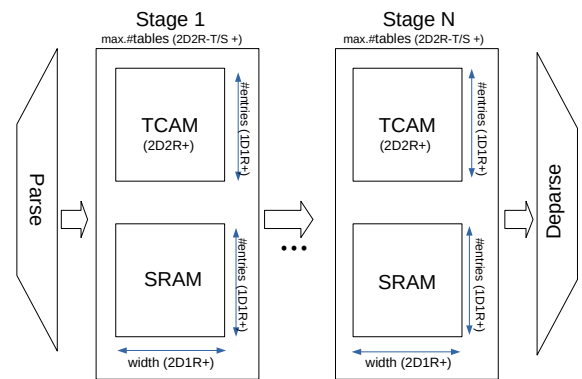 Stage 1
max.#tables (2D2R-T/S +)
Stage N
max.#tables (2D2R-T/S +)
Parse
TCAM
(2D2R+)
#entries (1D1R+)
SRAM
#entries (1D1R+)
width (2D1R+)
...
TCAM
(2D2R+)
#entries (1D1R+)
SRAM
#entries (1D1R+)
width (2D1R+)
Deparse